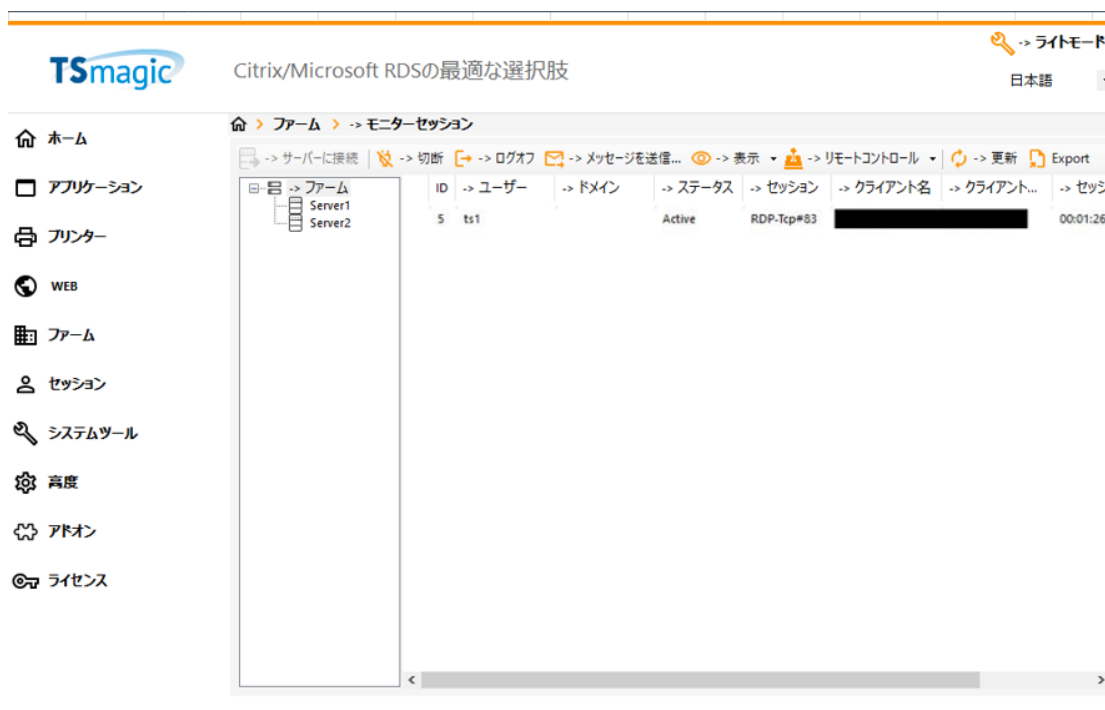 -> ライトモード
TSmagic
Citrix/Microsoft RDSの最適な選択肢
日本語
ファーム > -> モニターセッション
-> サーバーに接続 -> 切断 -> ログオフ -> メッセージを送信... -> 表示 -> リモートコントロール -> 更新 Export
ホーム
アプリケーション
プリンター
WEB
ファーム
セッション
システムツール
高度
アドオン
ライセンス
-> ファーム
Server1
Server2
ID -> ユーザー -> ドメイン -> ステータス -> セッション -> クライアント名 -> クライアント... -> セッシ
5 ts1 Active RDP-Tcp#83 00:01:26